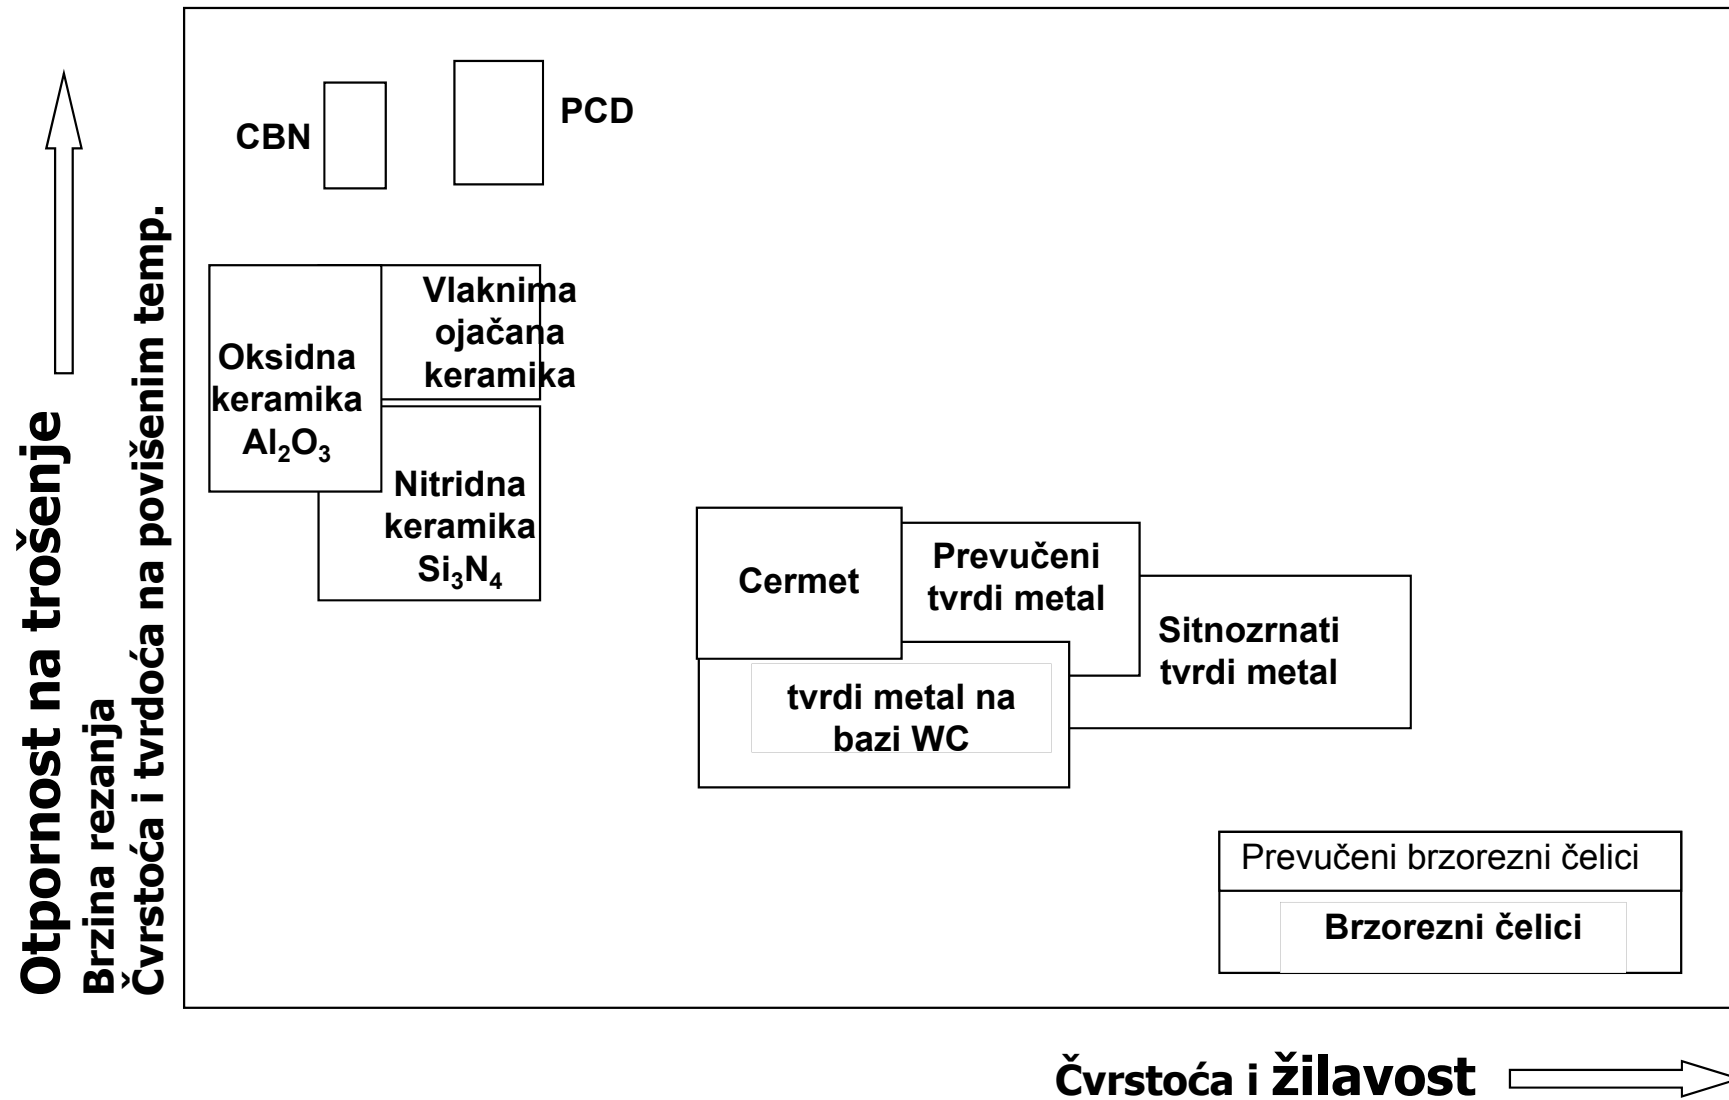 CBN
PCD
Vlaknima
ojačana
keramika
Oksidna
keramika
Al₂O₃
Nitridna
keramika
Si₃N₄
Cermet
Prevučeni
tvrdi metal
Sitnozrnati
tvrdi metal
tvrdi metal na
bazi WC
Prevučeni brzorezni čelici
Brzorezni čelici
Otpornost na trošenje
Brzina rezanja
Čvrstoća i tvrdoća na povišenim temp.
Čvrstoća i žilavost